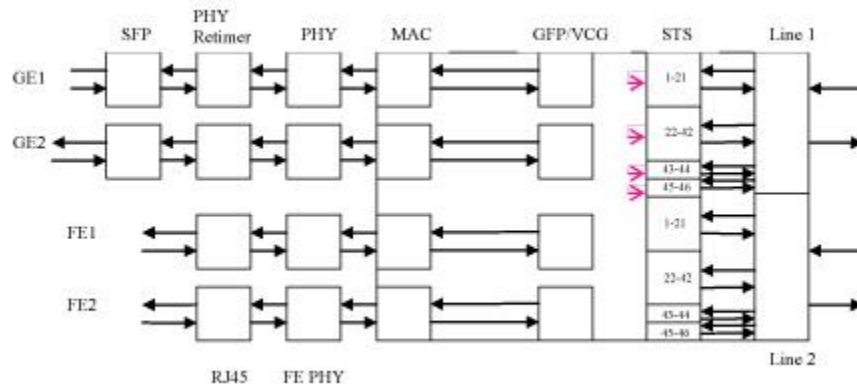 PHY
SFP Retimer PHY MAC GFP/VCG STS Line 1
GE1 1-21
GE2 22-42
43-44
45-46
FE1 1-21
22-42
FE2 43-44
45-46
Line 2
RJ45 FE PHY